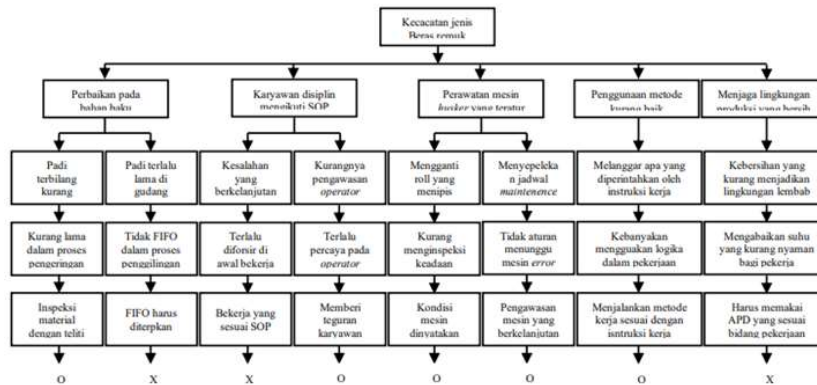 Kecacatan jenis
Beras remuk
Perbaikan pada
bahan baku
Karyawan disiplin
mengikuti SOP
Perawatan mesin
husker yang teratur
Penggunaan metode
kurang baik
Menjaga lingkungan
produksi yang bersih
Padi
terbilang
kurang
Padi terlalu
lama di
gudang
Kesalahan
yang
berkelanjutan
Kurangnya
pengawasan
operator
Mengganti
roll yang
menipis
Menyepeleka
n jadwal
maintenence
Melanggar apa yang
diperintahkan oleh
instruksi kerja
Kebersihan yang
kurang menjadikan
lingkungan lembab
Kurang lama
dalam proses
pengeringan
Tidak FIFO
dalam proses
penggilingan
Terlalu
diforsir di
awal bekerja
Terlalu
percaya pada
operator
Kurang
menginspeksi
keadaan
Tidak aturan
menunggu
mesin error
Kebanyakan
mengguakan logika
dalam pekerjaan
Mengabaikan suhu
yang kurang nyaman
bagi pekerja
Inspeksi
material
dengan teliti
FIFO harus
diterpkan
Bekerja yang
sesuai SOP
Memberi
teguran
karyawan
Kondisi
mesin
dinyatakan
Pengawasan
mesin yang
berkelanjutan
Menjalankan metode
kerja sesuai dengan
isntruksi kerja
Harus memakai
APD yang sesuai
bidang pekerjaan
O X X O O O O X